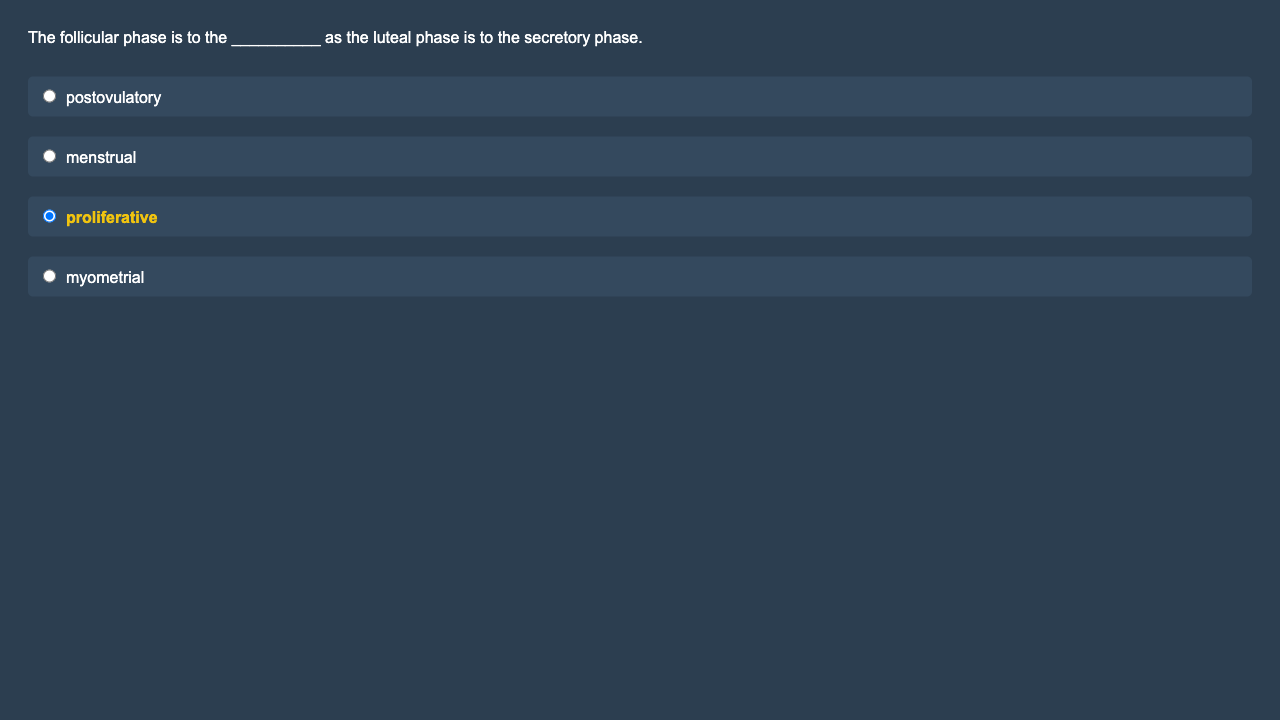 The follicular phase is to the __________ as the luteal phase is to the secretory phase.
postovulatory
menstrual
proliferative
myometrial